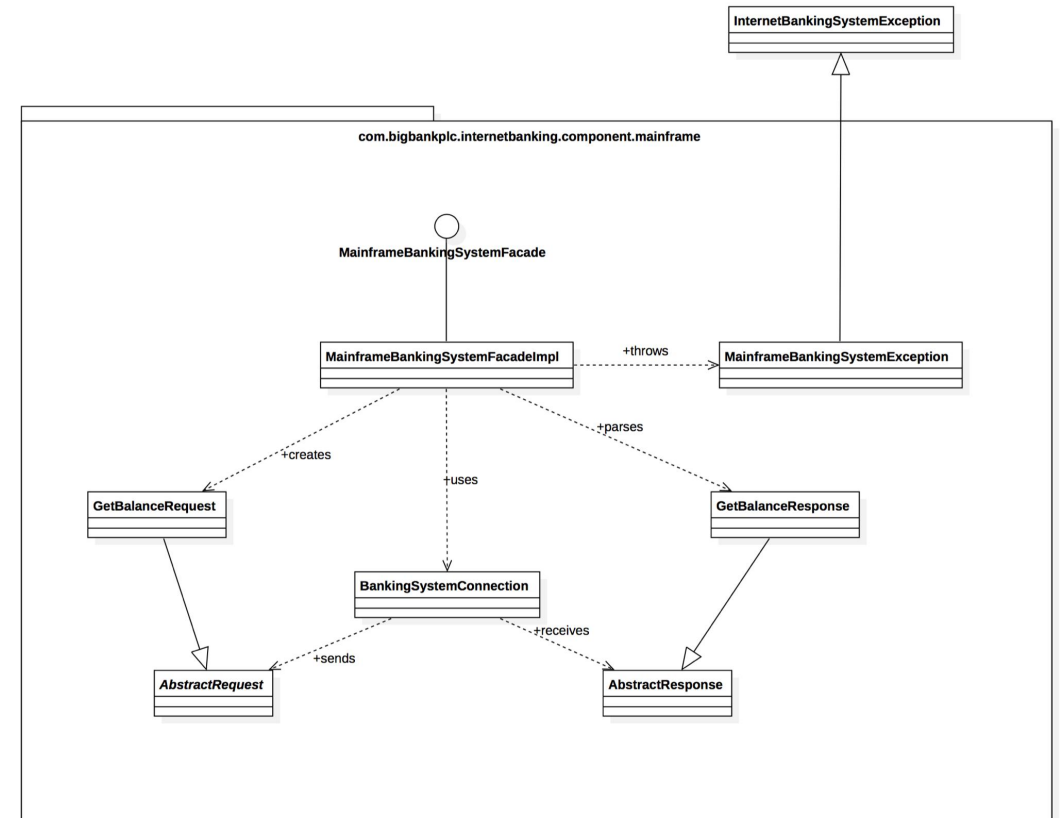 InternetBankingSystemException
com.bigbankplc.internetbanking.component.mainframe
MainframeBankingSystemFacade
MainframeBankingSystemFacadeImpl
+throws
MainframeBankingSystemException
+creates
+uses
+parses
GetBalanceRequest
GetBalanceResponse
BankingSystemConnection
+sends
+receives
AbstractRequest
AbstractResponse